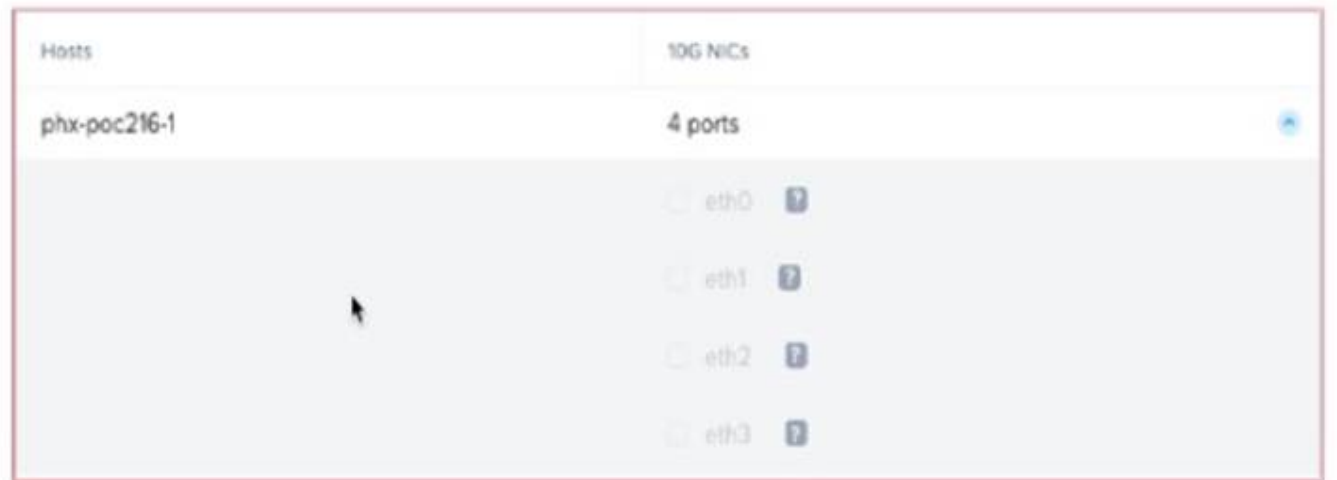 Hosts 10G NICs
phx-poc216-1 4 ports
eth0 ?
eth1 ?
eth2 ?
eth3 ?